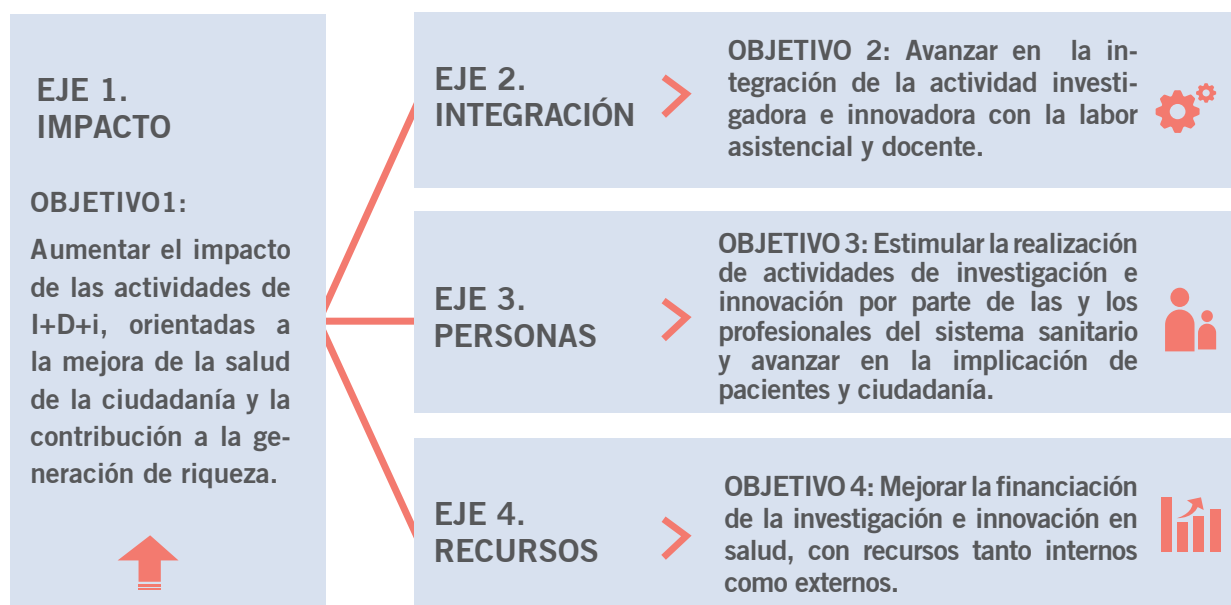 EJE 1.
IMPACTO
OBJETIVO1:
Aumentar el impacto
de las actividades de
I+D+i, orientadas a
la mejora de la salud
de la ciudadanía y la
contribución a la ge-
neración de riqueza.
EJE 2.
INTEGRACIÓN
OBJETIVO 2: Avanzar en la in-
tegración de la actividad investi-
gadora e innovadora con la labor
asistencial y docente.
EJE 3.
PERSONAS
OBJETIVO 3: Estimular la realización
de actividades de investigación e
innovación por parte de las y los
profesionales del sistema sanitario
y avanzar en la implicación de
pacientes y ciudadanía.
EJE 4.
RECURSOS
OBJETIVO 4: Mejorar la financiación
de la investigación e innovación en
salud, con recursos tanto internos
como externos.